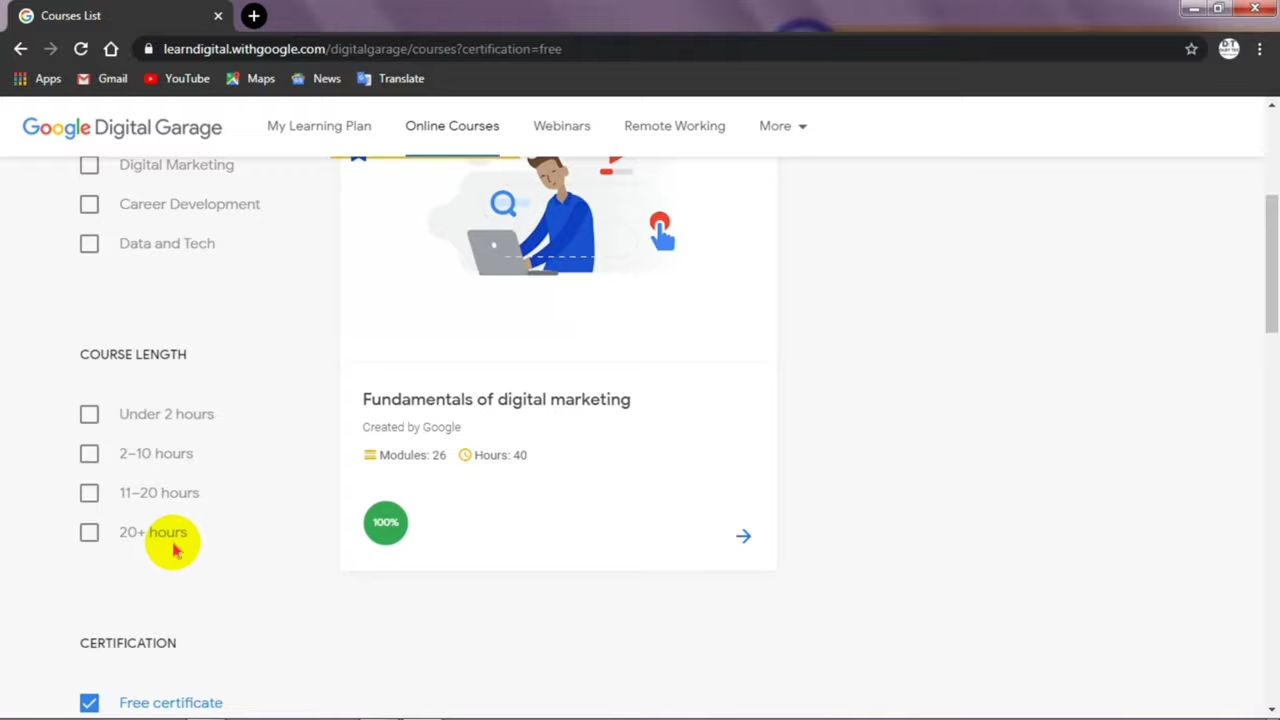 Courses List
learndigital.withgoogle.com/digitalgarage/courses?certification=free
Apps Gmail YouTube Maps News Translate
Google Digital Garage My Learning Plan Online Courses Webinars Remote Working More
Digital Marketing
Career Development
Data and Tech
COURSE LENGTH
Under 2 hours
2–10 hours
11–20 hours
20+ hours
Fundamentals of digital marketing
Created by Google
Modules: 26 Hours: 40
100%
CERTIFICATION
Free certificate